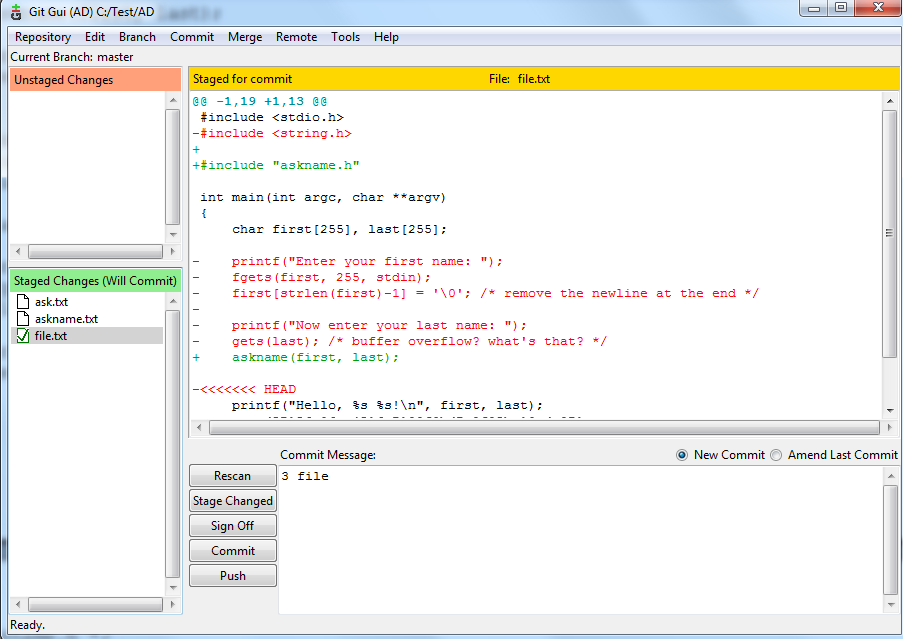 Git Gui (AD) C:/Test/AD
Repository Edit Branch Commit Merge Remote Tools Help
Current Branch: master
Unstaged Changes
Staged for commit File: file.txt
@@ -1,19 +1,13 @@
 #include <stdio.h>
-#include <string.h>
+
+#include "askname.h"

 int main(int argc, char **argv)
 {
     char first[255], last[255];

-    printf("Enter your first name: ");
-    fgets(first, 255, stdin);
-    first[strlen(first)-1] = '\0'; /* remove the newline at the end */
-
-    printf("Now enter your last name: ");
-    gets(last); /* buffer overflow? what's that? */
+    askname(first, last);

-<<<<<<< HEAD
     printf("Hello, %s %s!\n", first, last);
Staged Changes (Will Commit)
ask.txt
askname.txt
file.txt
Commit Message: New Commit Amend Last Commit
3 file
Rescan
Stage Changed
Sign Off
Commit
Push
Ready.